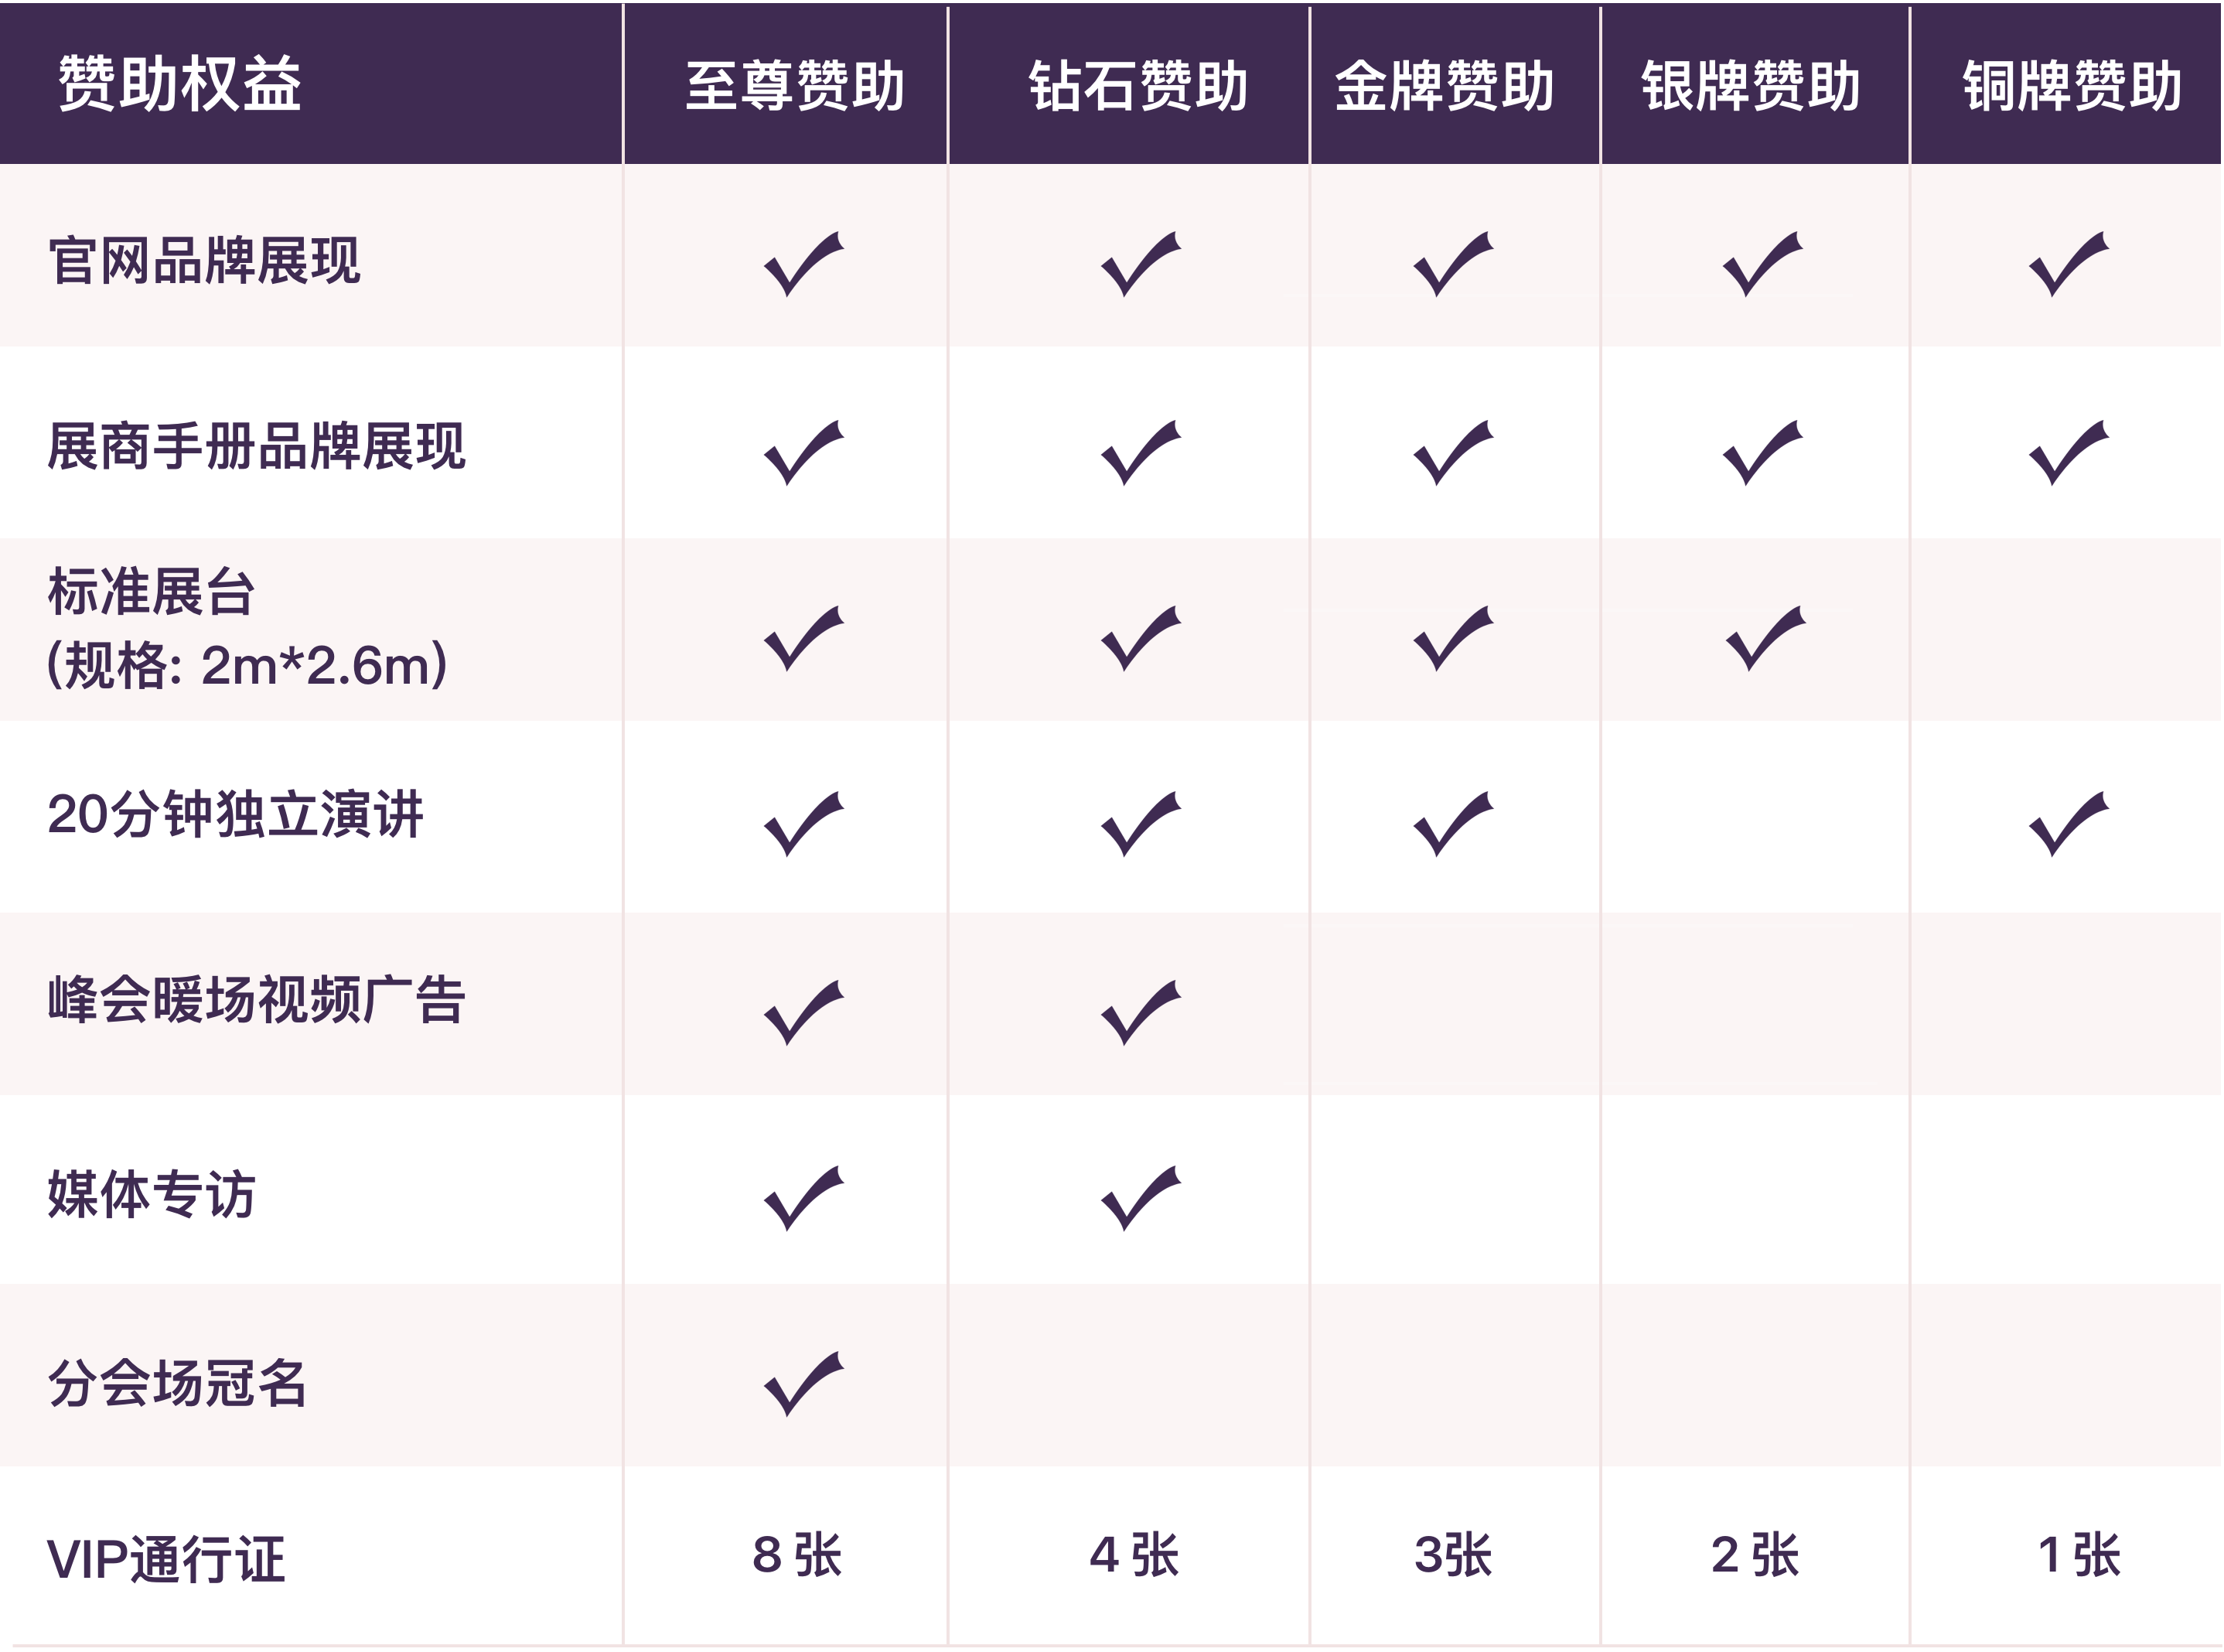 赞助权益 至尊赞助 钻石赞助 金牌赞助 银牌赞助 铜牌赞助
官网品牌展现
展商手册品牌展现
标准展台
(规格: 2m*2.6m)
20分钟独立演讲
峰会暖场视频广告
媒体专访
分会场冠名
VIP通行证 8 张 4 张 3张 2 张 1 张